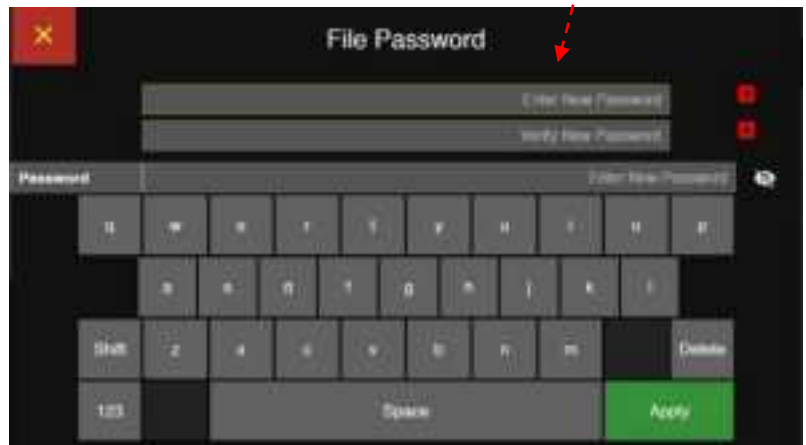 File Password
Enter New Password
Verify New Password
Password Enter New Password
q w e r t y u i o p
a s d f g h j k l
Shift z x c v b n m Delete
123 Space Apply